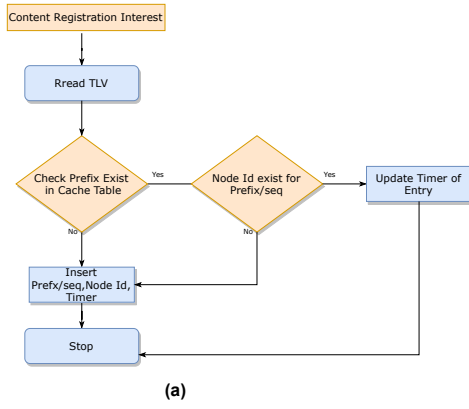 Content Registration Interest
Rread TLV
Check Prefix Exist
in Cache Table
Yes
Node Id exist for
Prefix/seq
Yes
Update Timer of
Entry
No
No
Insert
Prefx/seq,Node Id,
Timer
Stop
(a)